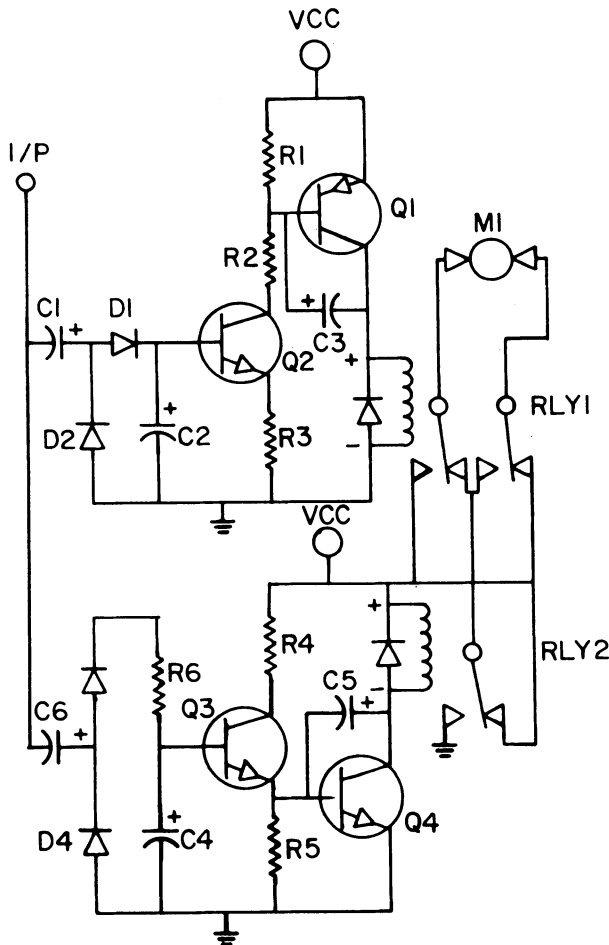 VCC
I/P
R1
Q1
M1
R2
C1
+
D1
+
C3
Q2
+
RLY1
D2
+
C2
R3
-
VCC
R4
+
R6
RLY2
C5
-
+
Q3
C6
+
+
D4
C4
R5
Q4